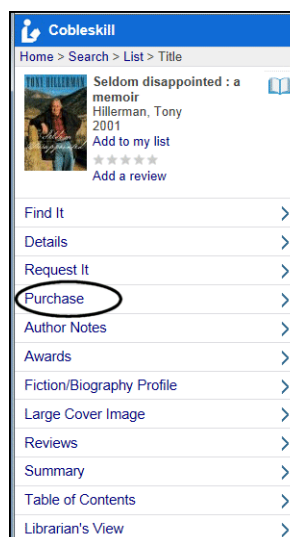 Cobleskill
Home > Search > List > Title
TONY HILLERMAN
Seldom disappointed : a
memoir
Hillerman, Tony
2001
Add to my list
Add a review
Seldom
Disappointed
Find It
Details
Request It
Purchase
Author Notes
Awards
Fiction/Biography Profile
Large Cover Image
Reviews
Summary
Table of Contents
Librarian's View